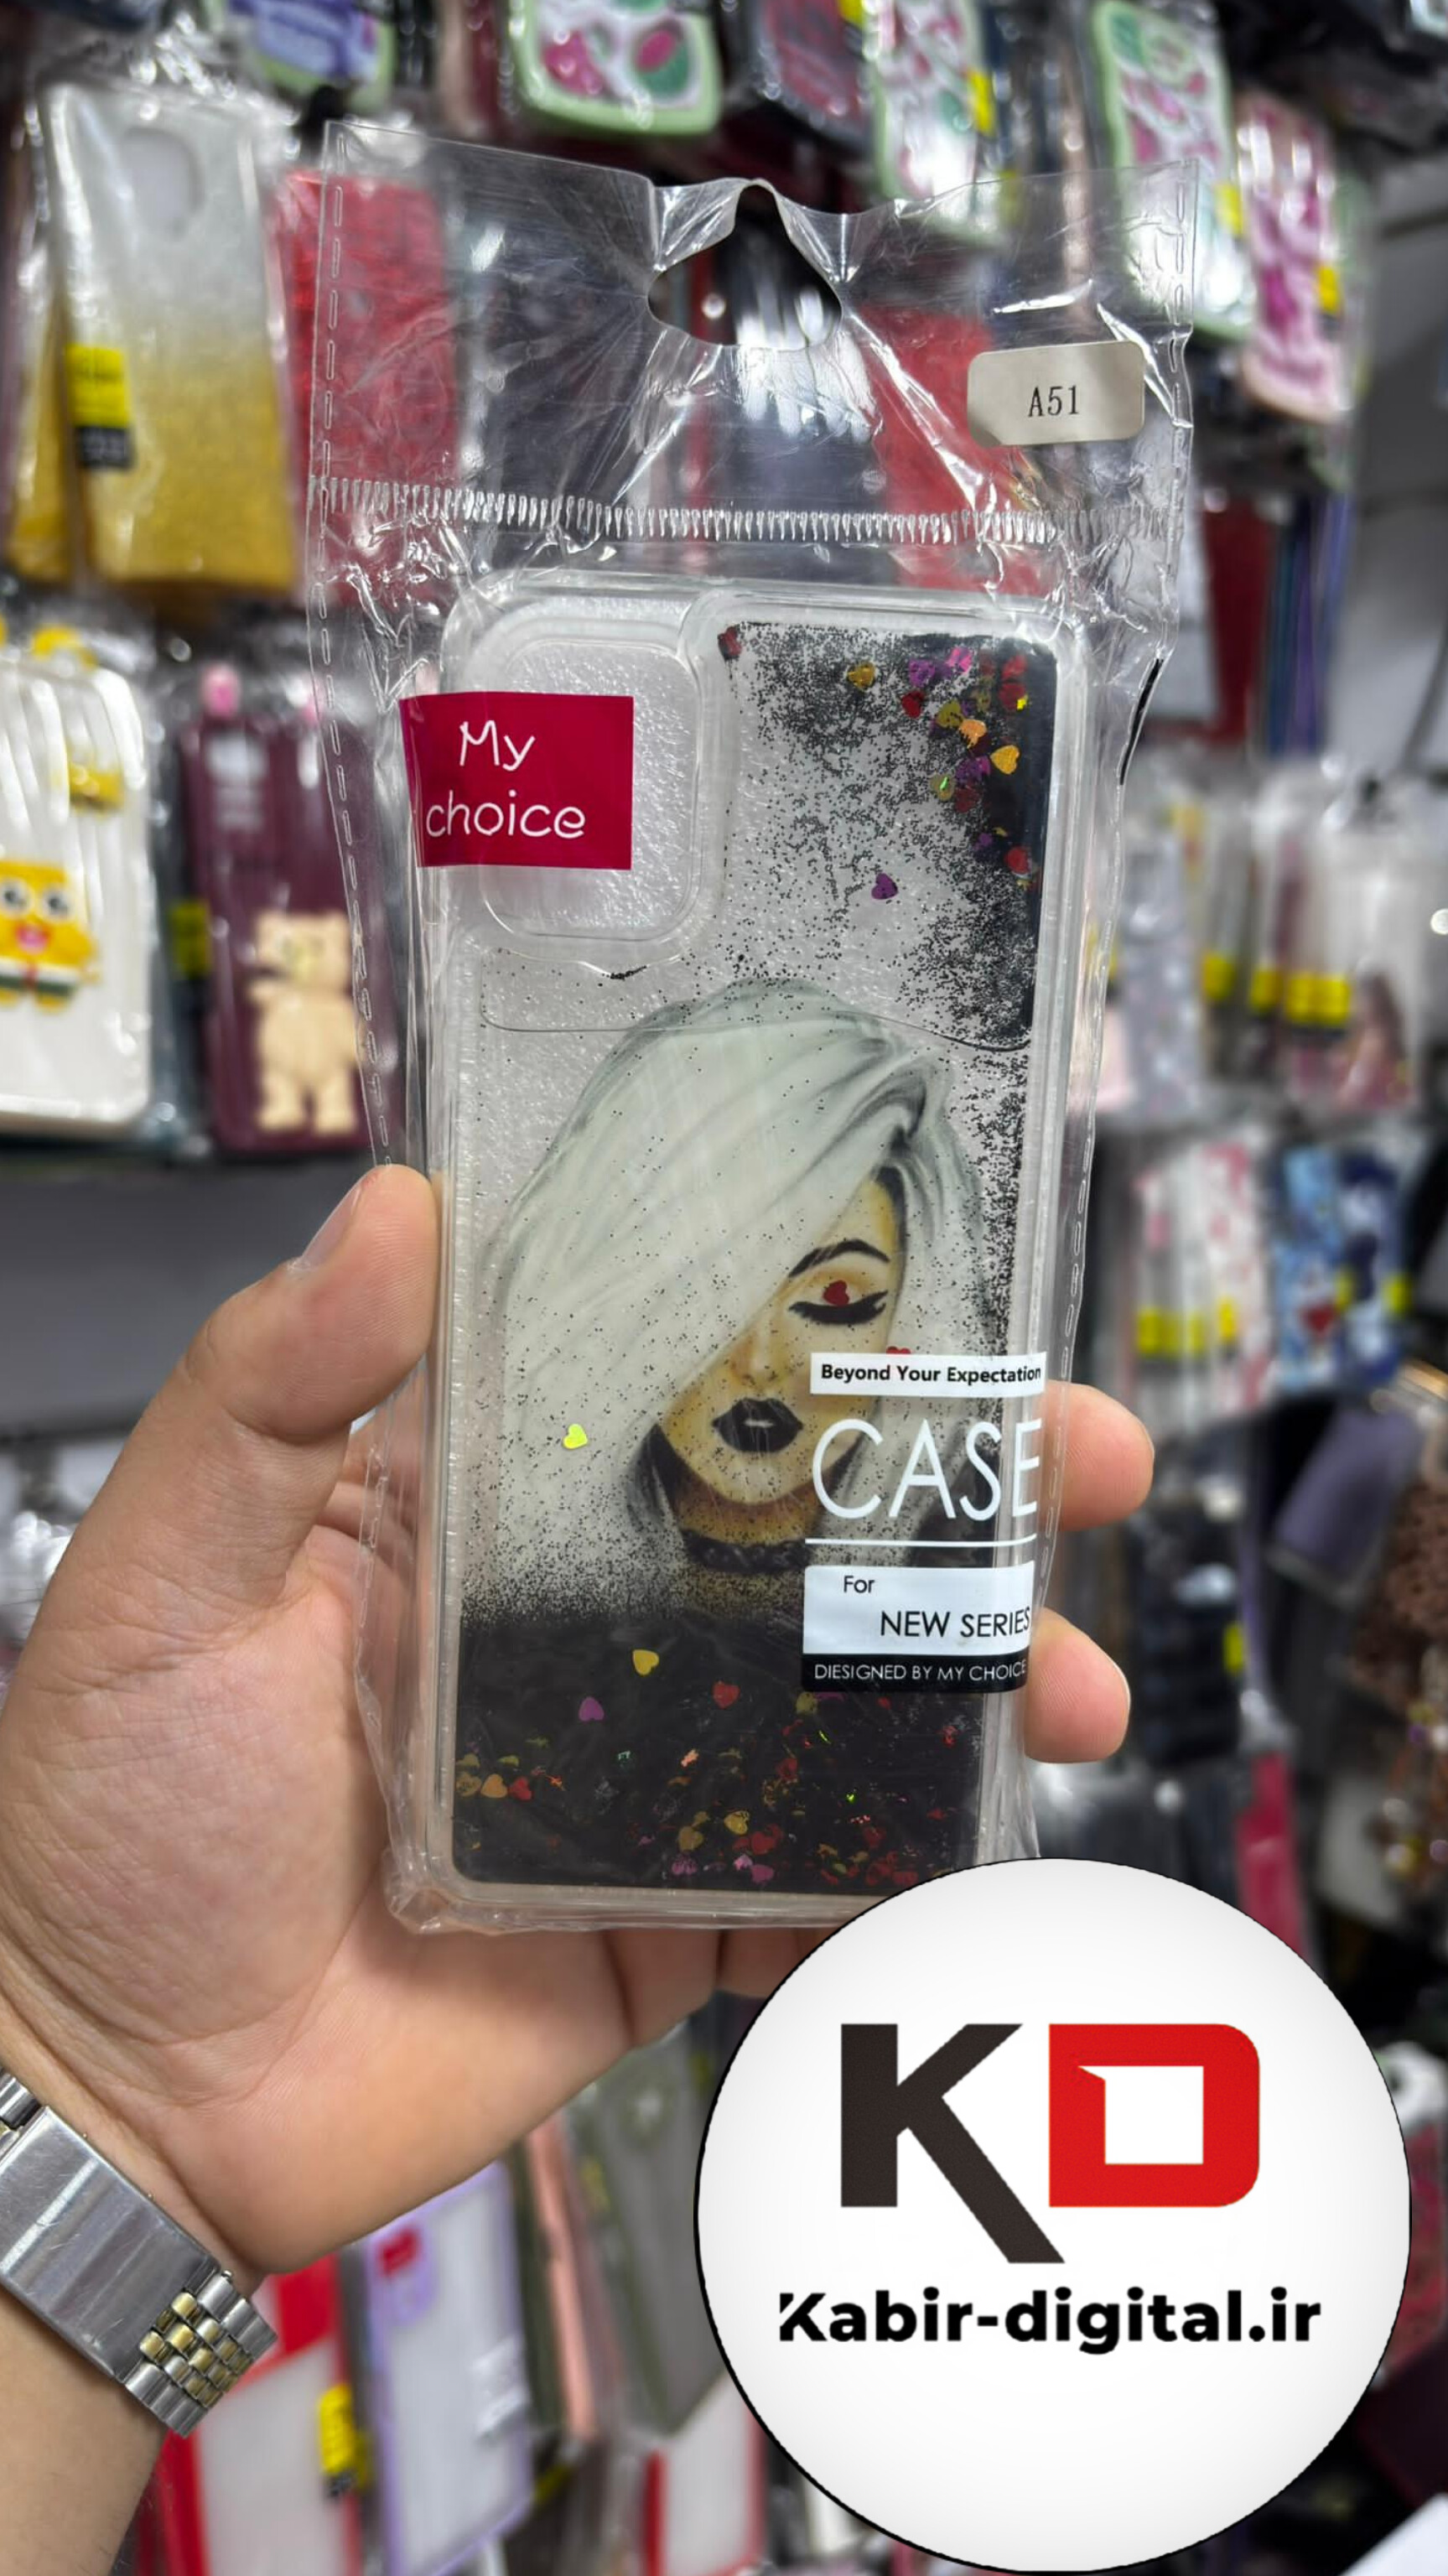 A51
My
choice
Beyond Your Expectation
CASE
For
NEW SERIES
DIESIGNED BY MY CHOICE
KD
Kabir-digital.ir